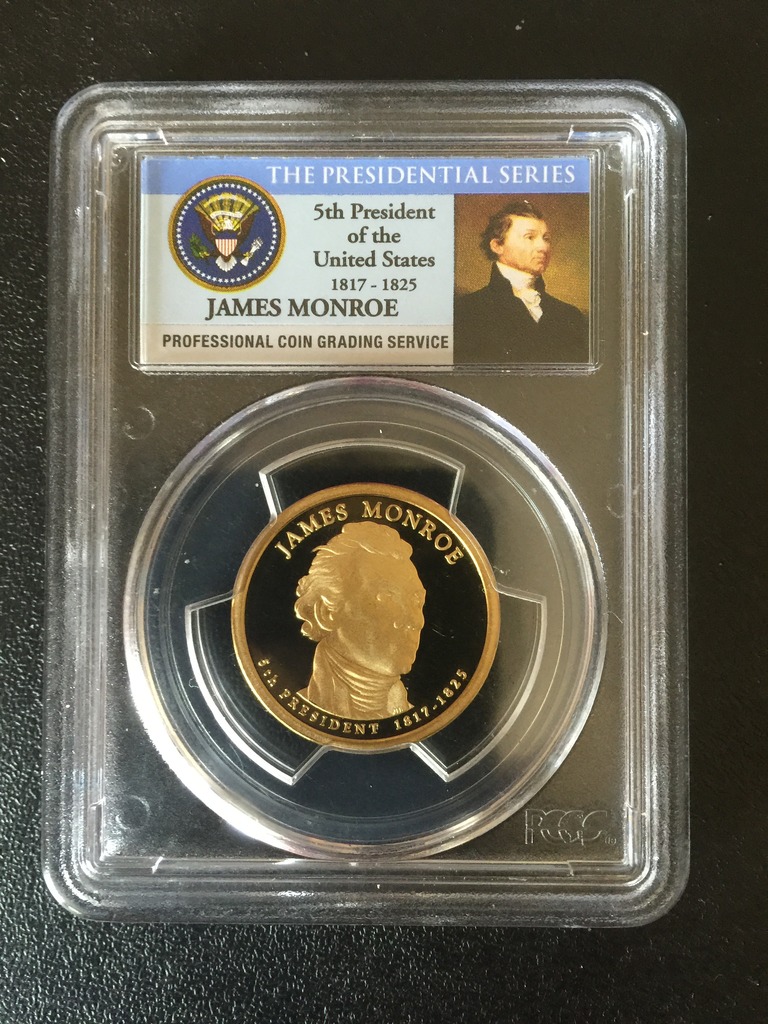 THE PRESIDENTIAL SERIES
5th President
of the
United States
1817 - 1825
JAMES MONROE
PROFESSIONAL COIN GRADING SERVICE
JAMES MONROE
5th PRESIDENT 1817-1825
PCGS